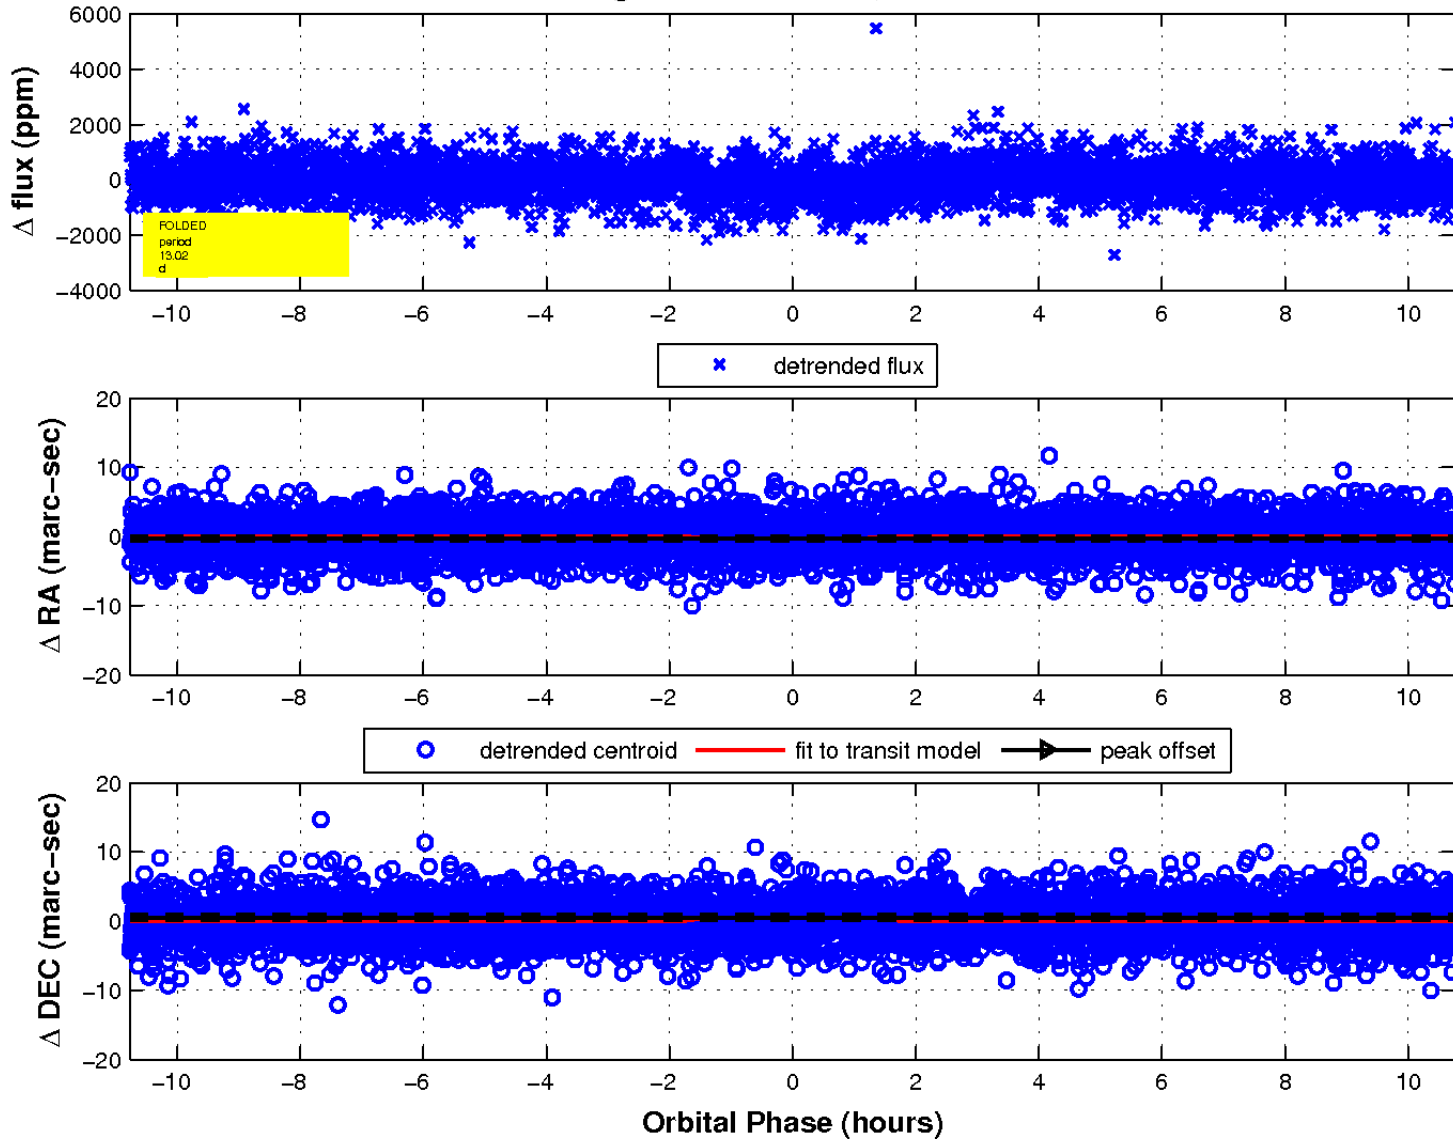 6000
4000
2000
0
−2000
−4000
Δ flux (ppm)
FOLDED
period
13.02
d
−10 −8 −6 −4 −2 0 2 4 6 8 10
detrended flux
20
10
0
−10
−20
Δ RA (marc−sec)
−10 −8 −6 −4 −2 0 2 4 6 8 10
detrended centroid fit to transit model peak offset
20
10
0
−10
−20
Δ DEC (marc−sec)
−10 −8 −6 −4 −2 0 2 4 6 8 10
Orbital Phase (hours)